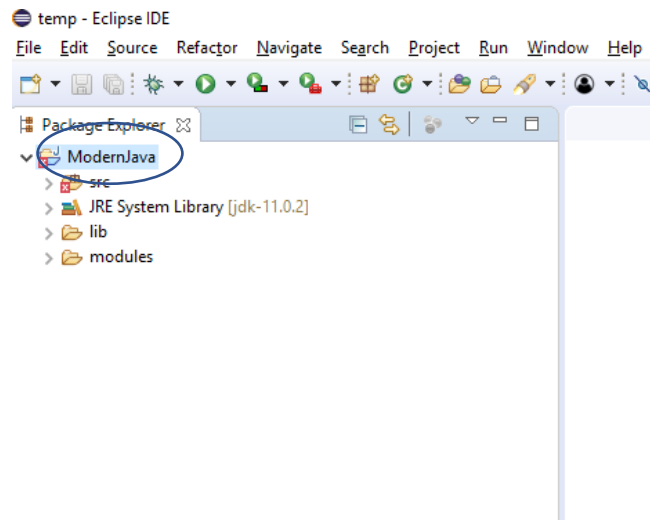 temp - Eclipse IDE
File Edit Source Refactor Navigate Search Project Run Window Help
Package Explorer
ModernJava
src
JRE System Library [jdk-11.0.2]
lib
modules